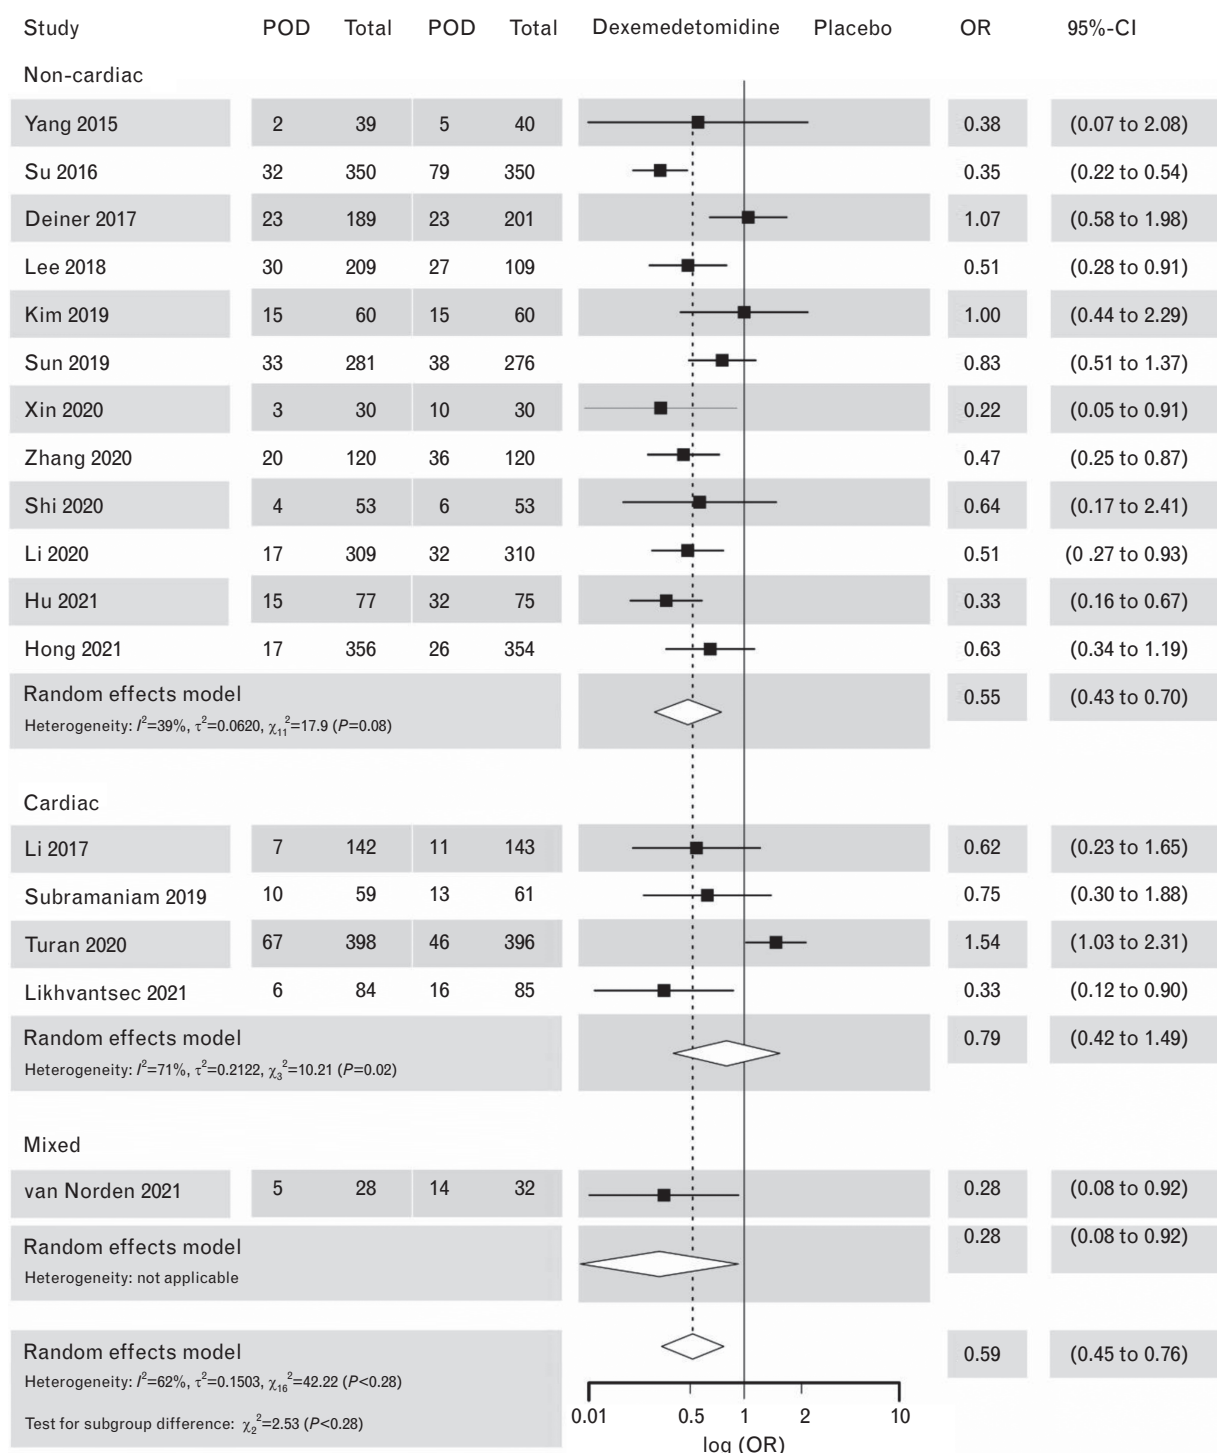 Study POD Total POD Total Dexemedetomidine Placebo OR 95%-CI
Non-cardiac
Yang 2015 2 39 5 40 0.38 (0.07 to 2.08)
Su 2016 32 350 79 350 0.35 (0.22 to 0.54)
Deiner 2017 23 189 23 201 1.07 (0.58 to 1.98)
Lee 2018 30 209 27 109 0.51 (0.28 to 0.91)
Kim 2019 15 60 15 60 1.00 (0.44 to 2.29)
Sun 2019 33 281 38 276 0.83 (0.51 to 1.37)
Xin 2020 3 30 10 30 0.22 (0.05 to 0.91)
Zhang 2020 20 120 36 120 0.47 (0.25 to 0.87)
Shi 2020 4 53 6 53 0.64 (0.17 to 2.41)
Li 2020 17 309 32 310 0.51 (0 .27 to 0.93)
Hu 2021 15 77 32 75 0.33 (0.16 to 0.67)
Hong 2021 17 356 26 354 0.63 (0.34 to 1.19)
Random effects model 0.55 (0.43 to 0.70)
Heterogeneity: I²=39%, τ²=0.0620, χ₁₁²=17.9 (P=0.08)
Cardiac
Li 2017 7 142 11 143 0.62 (0.23 to 1.65)
Subramaniam 2019 10 59 13 61 0.75 (0.30 to 1.88)
Turan 2020 67 398 46 396 1.54 (1.03 to 2.31)
Likhvantsec 2021 6 84 16 85 0.33 (0.12 to 0.90)
Random effects model 0.79 (0.42 to 1.49)
Heterogeneity: I²=71%, τ²=0.2122, χ₃²=10.21 (P=0.02)
Mixed
van Norden 2021 5 28 14 32 0.28 (0.08 to 0.92)
Random effects model 0.28 (0.08 to 0.92)
Heterogeneity: not applicable
Random effects model 0.59 (0.45 to 0.76)
Heterogeneity: I²=62%, τ²=0.1503, χ₁₆²=42.22 (P<0.28)
Test for subgroup difference: χ₂²=2.53 (P<0.28)
0.01 0.5 1 2 10
log (OR)